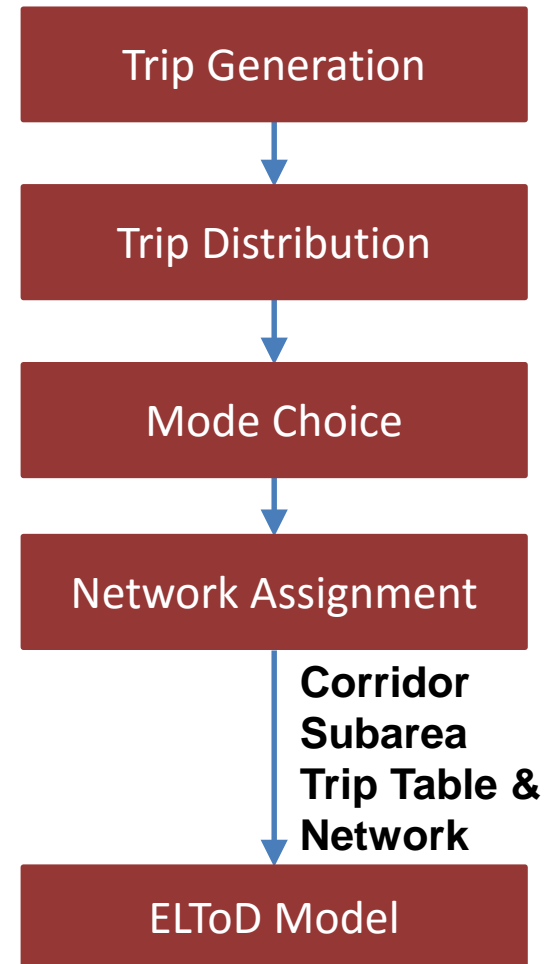 Trip Generation
Trip Distribution
Mode Choice
Network Assignment
Corridor
Subarea
Trip Table &
Network
ELToD Model